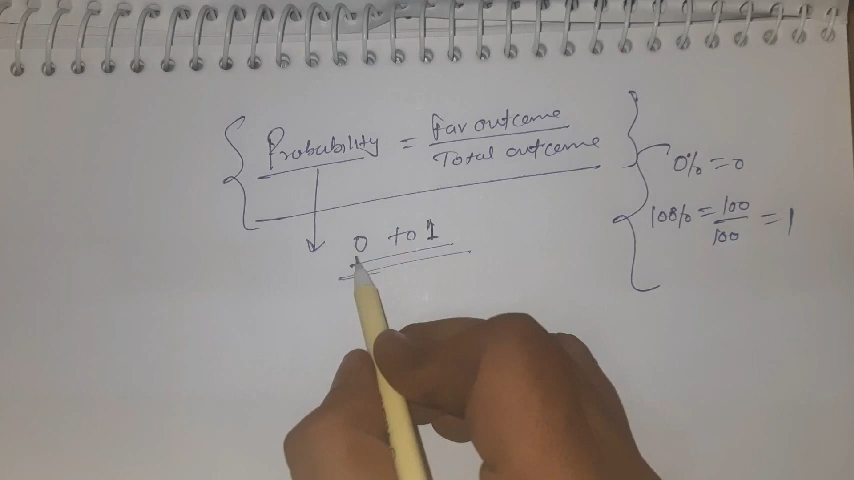 Probability = Fav outcome
Total outcome
0 to 1
0% = 0
100% = 100
100
= 1